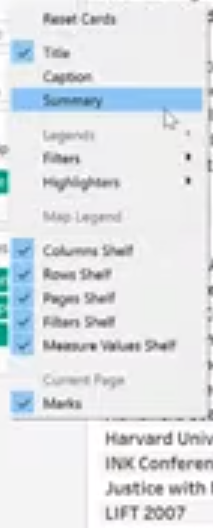 Reset Cards
Title
Caption
Summary
Legends
Filters
Highlighters
Map Legend
Columns Shelf
Rows Shelf
Pages Shelf
Filters Shelf
Measure Values Shelf
Current Page
Marks
Harvard Univ
INK Conferen
Justice with
LIFT 2007